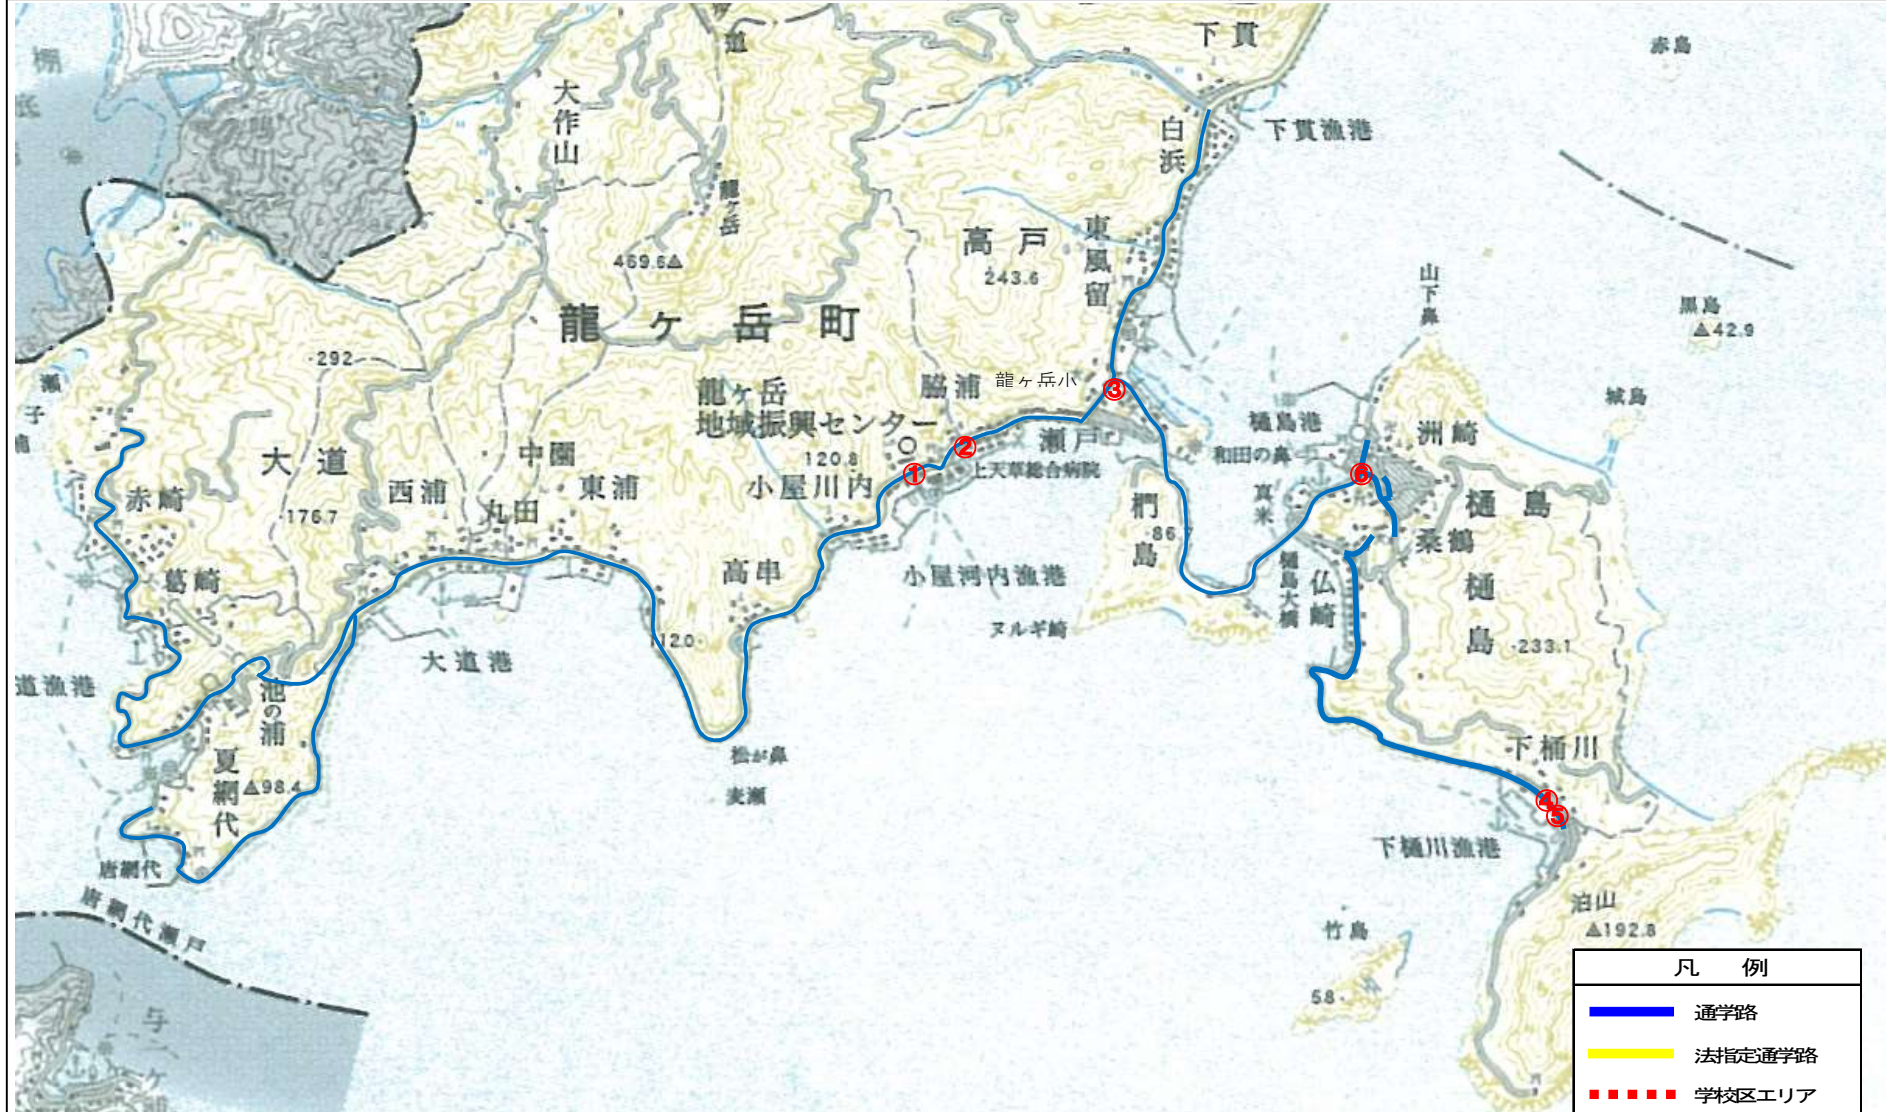 下貫
赤島
大作山
白浜
下貫漁港
龍ヶ岳
東風留
高戸
243.6
469.6
山下鼻
黒島
42.9
龍ヶ岳町
292
龍ヶ岳小
脇浦
龍ヶ岳
地域振興センター
③
城島
樋島港
洲崎
瀬戸
和田の鼻
大道
中園
120.8
②
①
上天草総合病院
⑥
赤崎
西浦
丸田
東浦
小屋川内
樋島
176.7
86
桑鶴
葛崎
高串
小屋河内漁港
樋島大橋
仏崎
樋島
ヌルギ崎
233.1
大道港
道漁港
池の浦
松が鼻
下桶川
夏網代
98.4
麦瀬
④
⑤
唐網代
下樋川漁港
唐網代瀬戸
泊山
192.8
竹島
58
凡 例
通学路
法指定通学路
学校区エリア